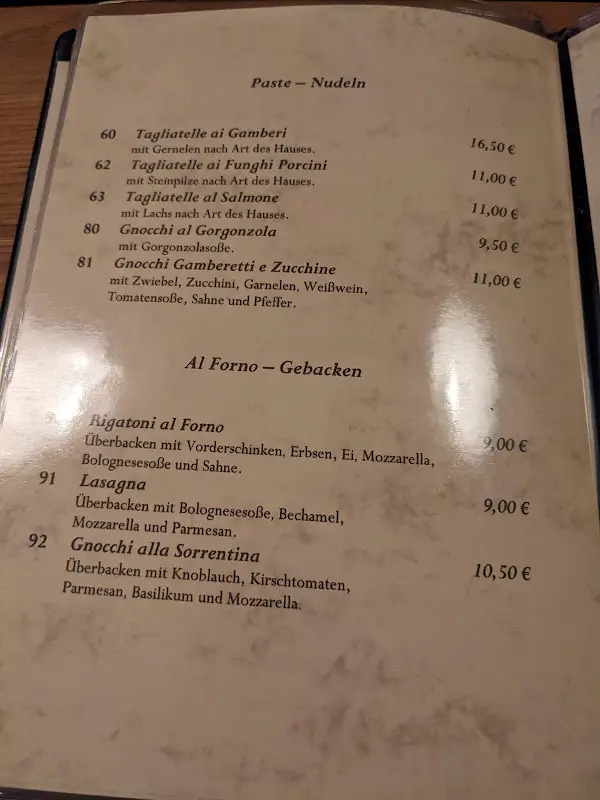 Paste – Nudeln
60 Tagliatelle ai Gamberi 16,50 €
mit Gernelen nach Art des Hauses.
62 Tagliatelle ai Funghi Porcini 11,00 €
mit Steinpilze nach Art des Hauses.
63 Tagliatelle al Salmone 11,00 €
mit Lachs nach Art des Hauses.
80 Gnocchi al Gorgonzola 9,50 €
mit Gorgonzolasoße.
81 Gnocchi Gamberetti e Zucchine 11,00 €
mit Zwiebel, Zucchini, Garnelen, Weißwein,
Tomatensoße, Sahne und Pfeffer.
Al Forno – Gebacken
Rigatoni al Forno 9,00 €
Überbacken mit Vorderschinken, Erbsen, Ei, Mozzarella,
Bolognesesoße und Sahne.
91 Lasagna 9,00 €
Überbacken mit Bolognesesoße, Bechamel,
Mozzarella und Parmesan.
92 Gnocchi alla Sorrentina 10,50 €
Überbacken mit Knoblauch, Kirschtomaten,
Parmesan, Basilikum und Mozzarella.